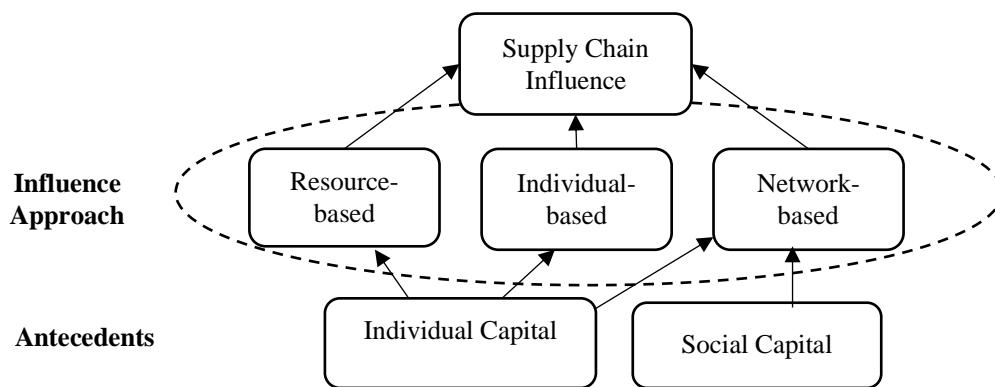 Supply Chain
Influence
Influence
Approach
Resource-
based
Individual-
based
Network-
based
Antecedents
Individual Capital
Social Capital